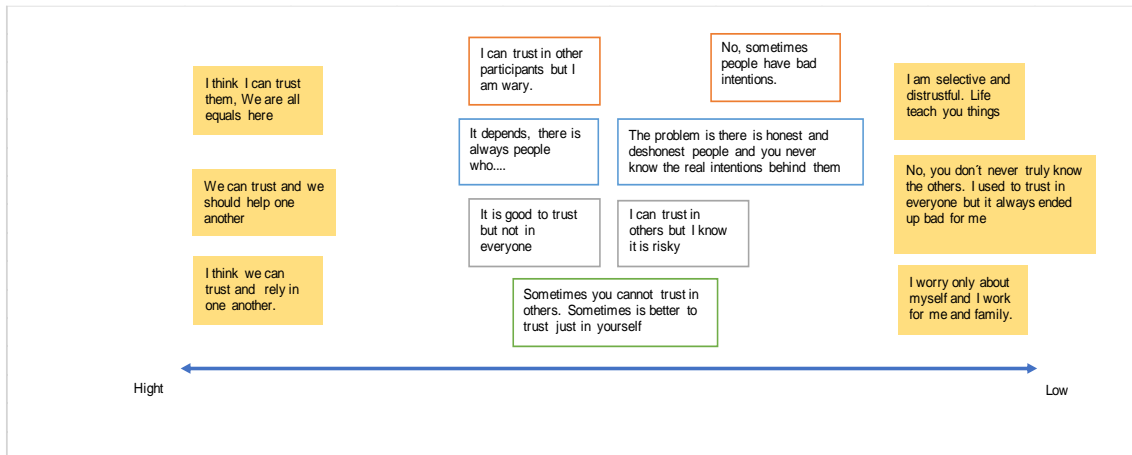 I think I can trust
them, We are all
equals here
We can trust and we
should help one
another
I think we can
trust and rely in
one another.
I can trust in other
participants but I
am wary.
No, sometimes
people have bad
intentions.
It depends, there is
always people
who....
The problem is there is honest and
deshonest people and you never
know the real intentions behind them
It is good to trust
but not in
everyone
I can trust in
others but I know
it is risky
Sometimes you cannot trust in
others. Sometimes is better to
trust just in yourself
I am selective and
distrustful. Life
teach you things
No, you don´t never truly know
the others. I used to trust in
everyone but it always ended
up bad for me
I worry only about
myself and I work
for me and family.
Hight
Low